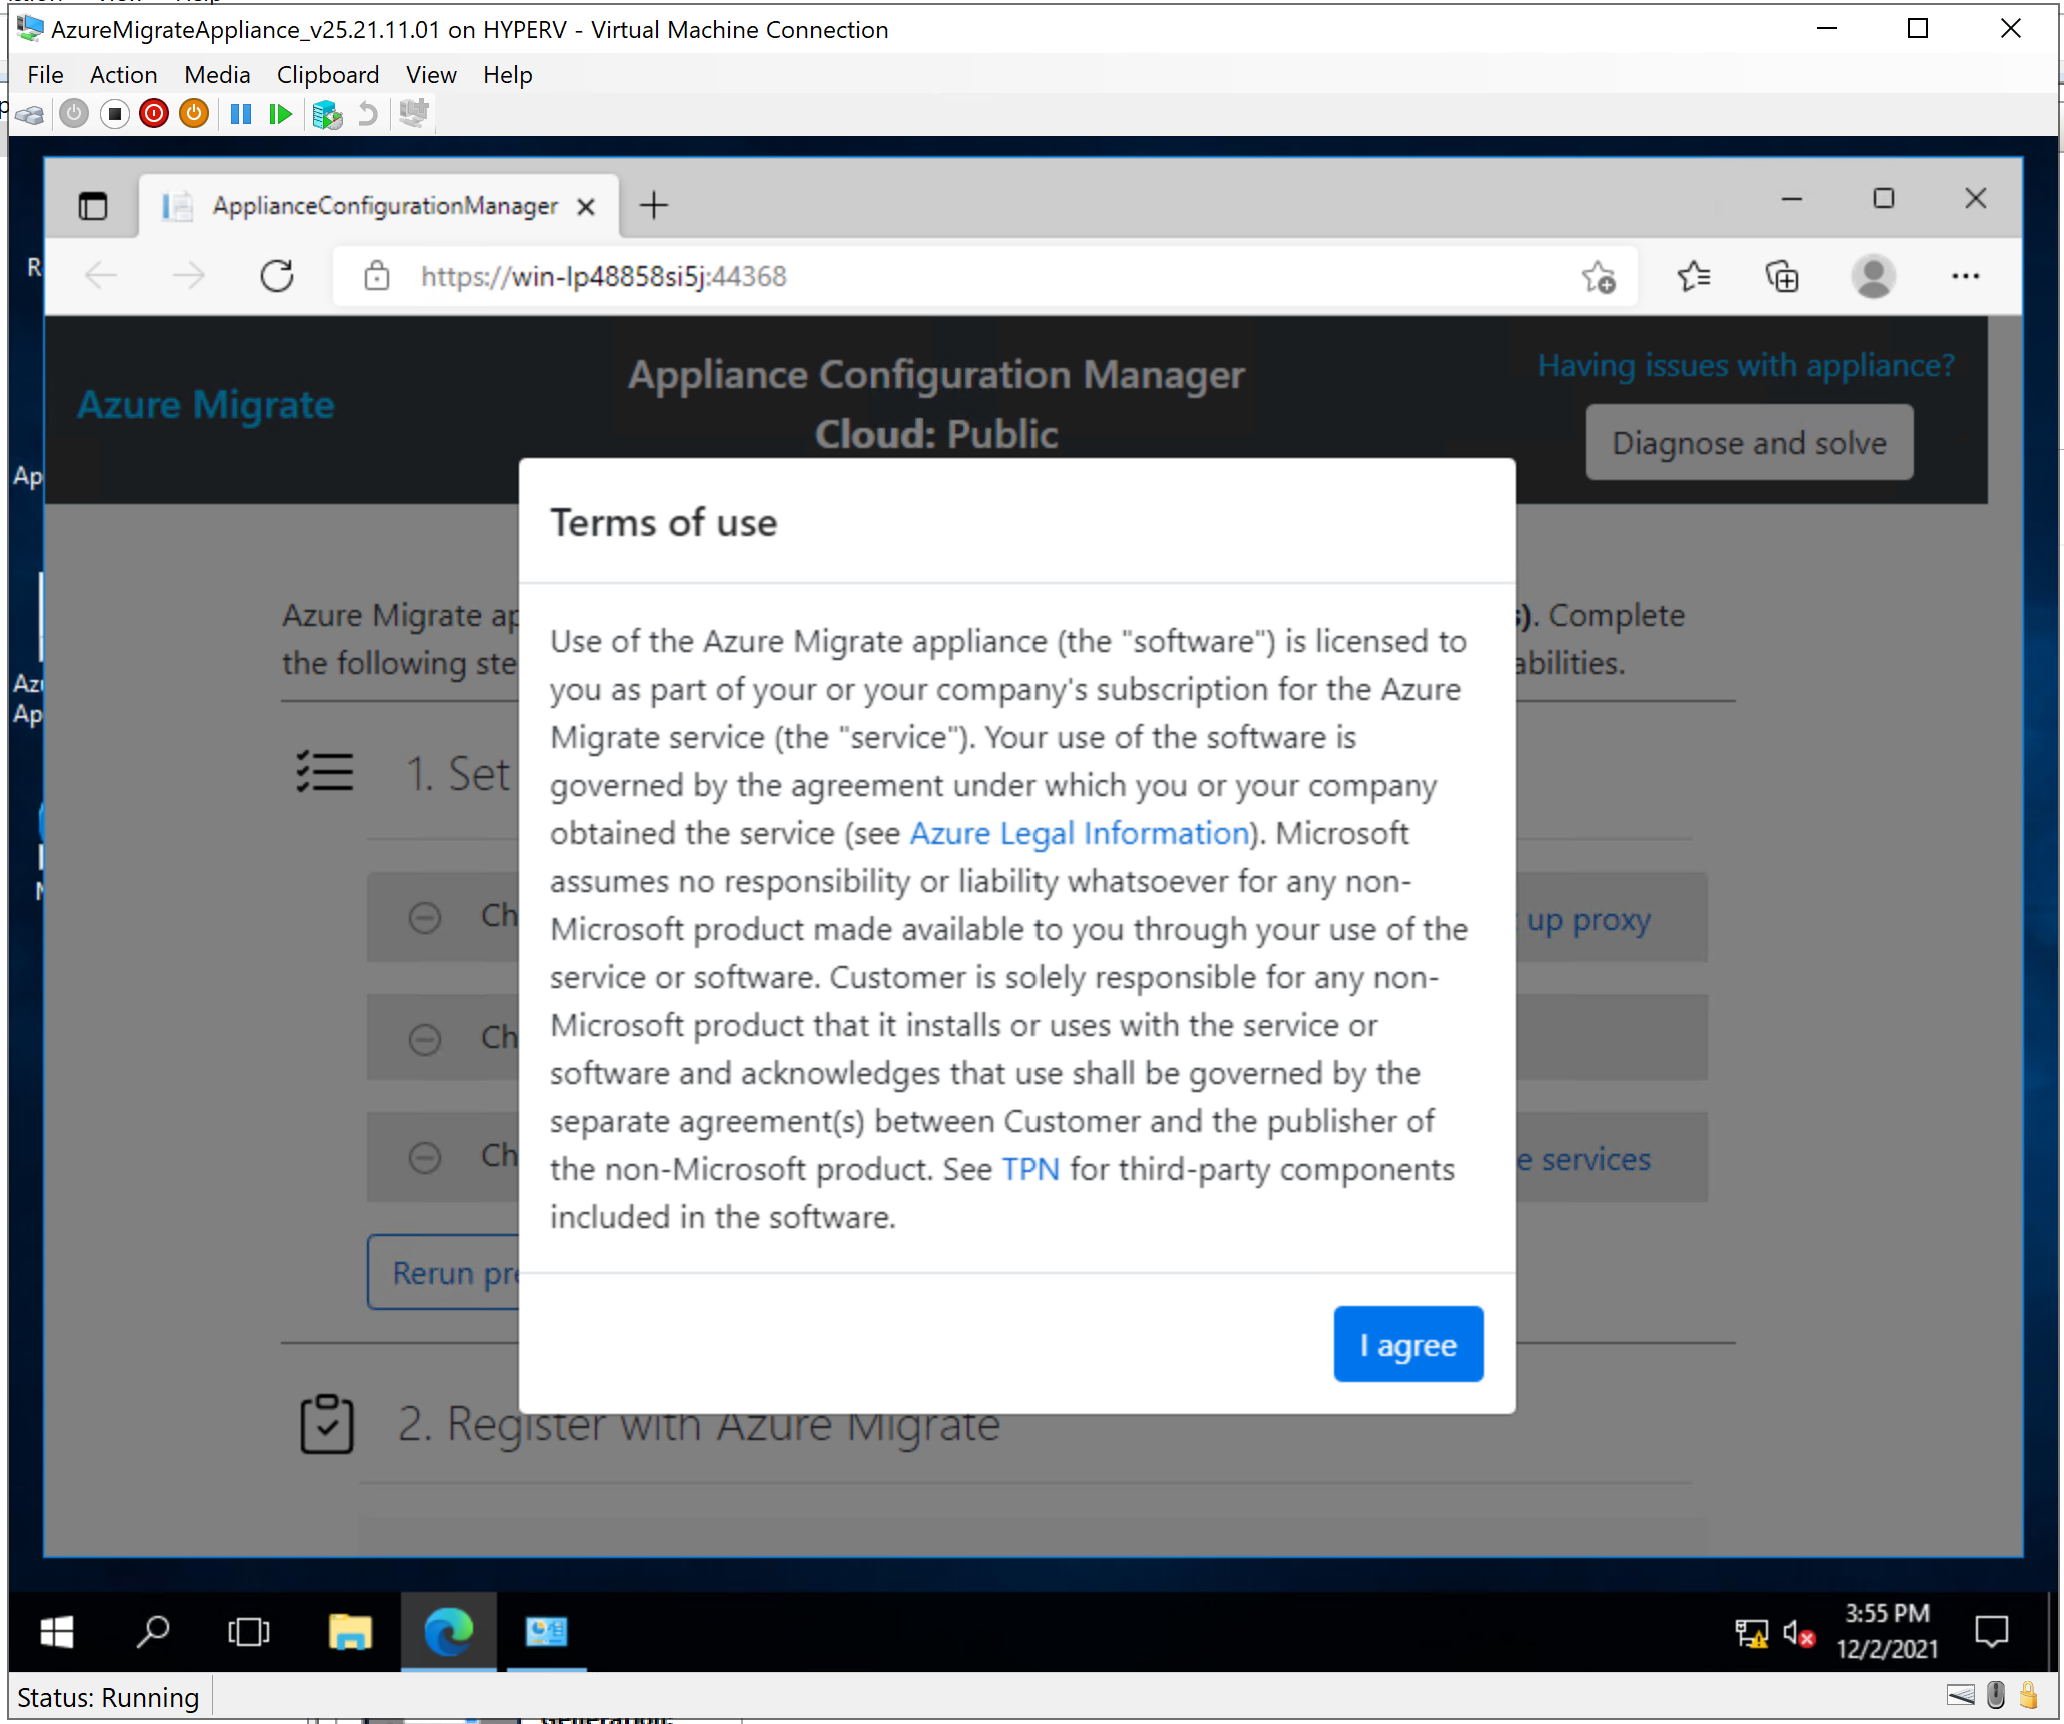 AzureMigrateAppliance_v25.21.11.01 on HYPERV - Virtual Machine Connection
File Action Media Clipboard View Help
ApplianceConfigurationManager
https://win-lp48858si5j:44368
Azure Migrate
Appliance Configuration Manager
Cloud: Public
Having issues with appliance?
Diagnose and solve
Terms of use
Azure Migrate ap
s). Complete
the following ste
abilities.
Use of the Azure Migrate appliance (the "software") is licensed to
you as part of your or your company's subscription for the Azure
Migrate service (the "service"). Your use of the software is
governed by the agreement under which you or your company
obtained the service (see Azure Legal Information). Microsoft
assumes no responsibility or liability whatsoever for any non-
Microsoft product made available to you through your use of the
service or software. Customer is solely responsible for any non-
Microsoft product that it installs or uses with the service or
software and acknowledges that use shall be governed by the
separate agreement(s) between Customer and the publisher of
the non-Microsoft product. See TPN for third-party components
included in the software.
I agree
1. Set
Ch
up proxy
Ch
Ch
e services
Rerun pre
2. Register with Azure Migrate
R
Ap
Azu
Ap
3:55 PM
12/2/2021
Status: Running